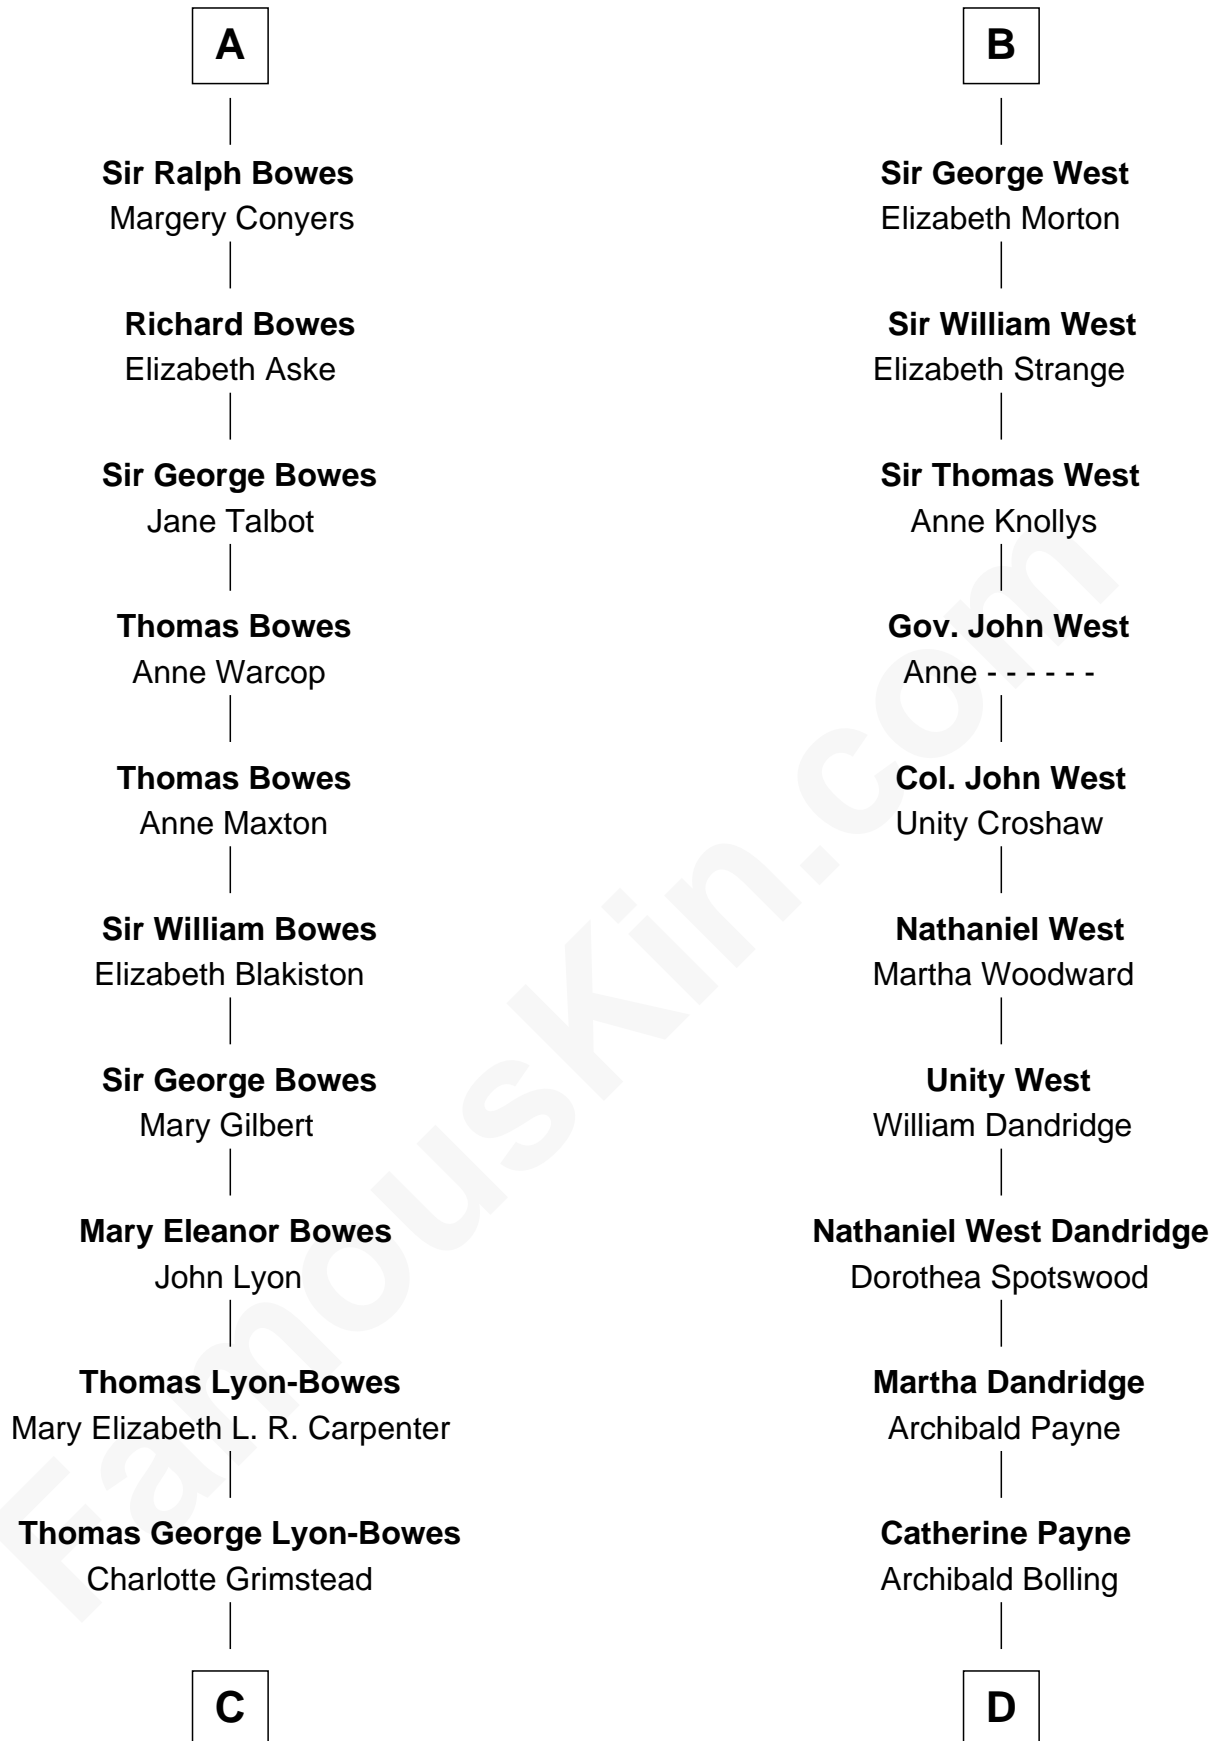 A
Sir Ralph Bowes
Margery Conyers
Richard Bowes
Elizabeth Aske
Sir George Bowes
Jane Talbot
Thomas Bowes
Anne Warcop
Thomas Bowes
Anne Maxton
Sir William Bowes
Elizabeth Blakiston
Sir George Bowes
Mary Gilbert
Mary Eleanor Bowes
John Lyon
Thomas Lyon-Bowes
Mary Elizabeth L. R. Carpenter
Thomas George Lyon-Bowes
Charlotte Grimstead
C
B
Sir George West
Elizabeth Morton
Sir William West
Elizabeth Strange
Sir Thomas West
Anne Knollys
Gov. John West
Anne - - - - - -
Col. John West
Unity Croshaw
Nathaniel West
Martha Woodward
Unity West
William Dandridge
Nathaniel West Dandridge
Dorothea Spotswood
Martha Dandridge
Archibald Payne
Catherine Payne
Archibald Bolling
D
FamousKin.com